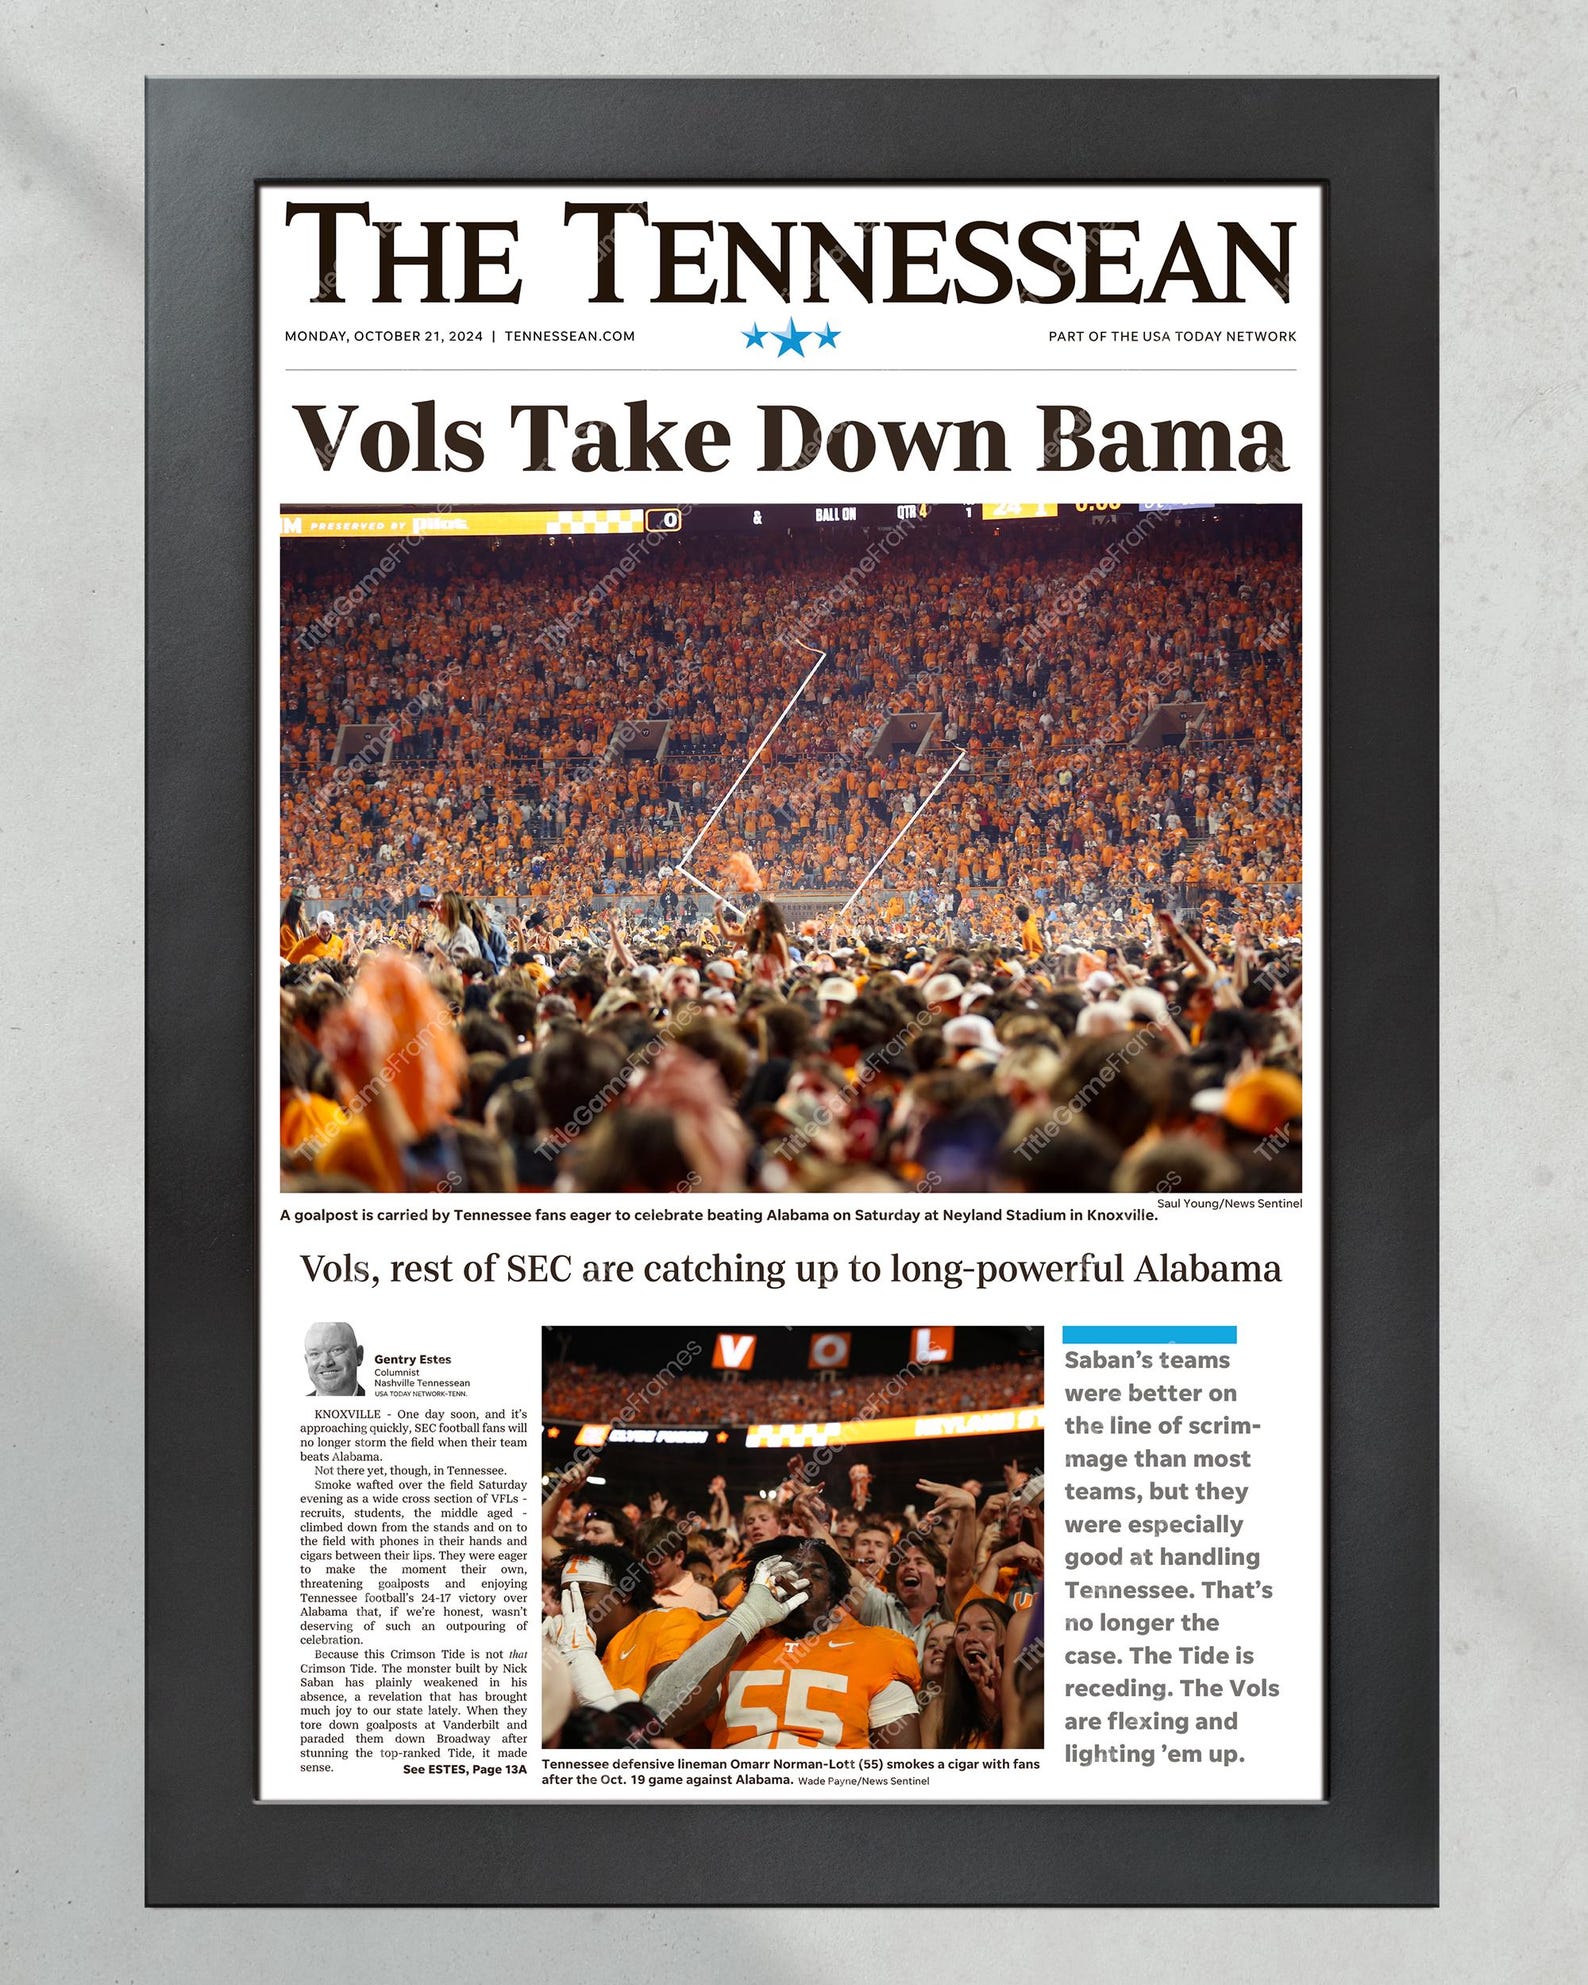 THE TENNESSEAN
MONDAY, OCTOBER 21, 2024 | TENNESSEAN.COM
PART OF THE USA TODAY NETWORK
Vols Take Down Bama
PRESERVED BY pilot
0 & BALL ON QTR 4 1 24 T 0:00
TitleGameFrames
Saul Young/News Sentinel
A goalpost is carried by Tennessee fans eager to celebrate beating Alabama on Saturday at Neyland Stadium in Knoxville.
Vols, rest of SEC are catching up to long-powerful Alabama
Gentry Estes
Columnist
Nashville Tennessean
USA TODAY NETWORK-TENN.
KNOXVILLE - One day soon, and it's
approaching quickly, SEC football fans will
no longer storm the field when their team
beats Alabama.
Not there yet, though, in Tennessee.
Smoke wafted over the field Saturday
evening as a wide cross section of VFLs -
recruits, students, the middle aged -
climbed down from the stands and on to
the field with phones in their hands and
cigars between their lips. They were eager
to make the moment their own,
threatening goalposts and enjoying
Tennessee football's 24-17 victory over
Alabama that, if we're honest, wasn't
deserving of such an outpouring of
celebration.
Because this Crimson Tide is not that
Crimson Tide. The monster built by Nick
Saban has plainly weakened in his
absence, a revelation that has brought
much joy to our state lately. When they
tore down goalposts at Vanderbilt and
paraded them down Broadway after
stunning the top-ranked Tide, it made
sense.
See ESTES, Page 13A
V O L
T
55
Tennessee defensive lineman Omarr Norman-Lott (55) smokes a cigar with fans
after the Oct. 19 game against Alabama. Wade Payne/News Sentinel
Saban's teams
were better on
the line of scrim-
mage than most
teams, but they
were especially
good at handling
Tennessee. That's
no longer the
case. The Tide is
receding. The Vols
are flexing and
lighting 'em up.